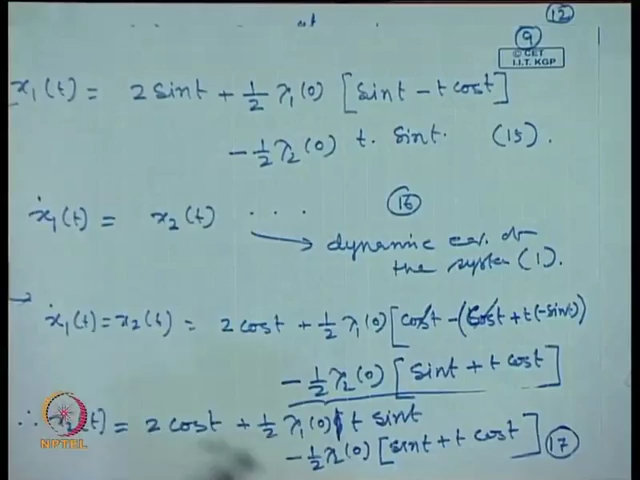 12
9
© CET
I.I.T. KGP
x₁(t) = 2 sint + 1/2 λ₁(0) [sint - t cost]
- 1/2 λ₂(0) t. sint. (15).
ẋ₁(t) = x₂(t) . . . (16)
→ dynamic eqn. of
the system (1).
→ ẋ₁(t) = x₂(t) = 2 cost + 1/2 λ₁(0) [cost - (cost + t(-sint))
- 1/2 λ₂(0) [sint + t cost]
∴ x₂(t) = 2 cost + 1/2 λ₁(0) t sint
- 1/2 λ₂(0) [sint + t cost] (17)
NPTEL